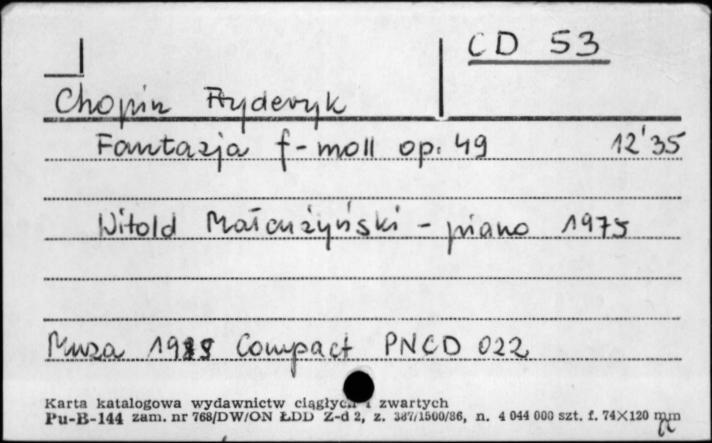 CD 53
Chopin Fryderyk
Fantazja f-moll op. 49 12'35
Witold Małcużyński - piano 1975
Muza 1989 Compact PNCD 022
Karta katalogowa wydawnictw ciągłych i zwartych
Pu-B-144 zam. nr 768/DW/ON ŁDD Z-d 2, z. 387/1500/86, n. 4 044 000 szt. f. 74×120 mm